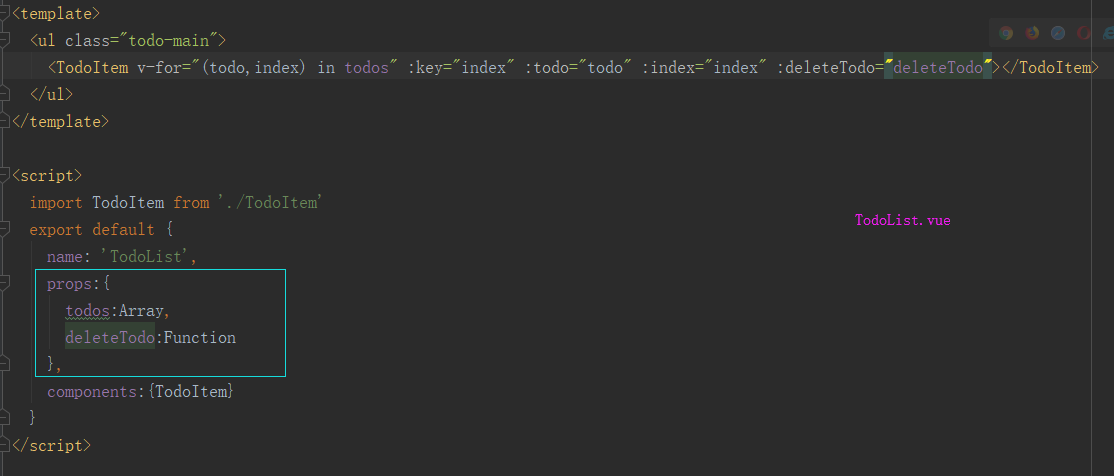 <template>
<ul class="todo-main">
<TodoItem v-for="(todo,index) in todos" :key="index" :todo="todo" :index="index" :deleteTodo="deleteTodo"></TodoItem>
</ul>
</template>
<script>
import TodoItem from './TodoItem'
export default {
name: 'TodoList',
TodoList.vue
props:{
todos:Array,
deleteTodo:Function
},
components:{TodoItem}
}
</script>